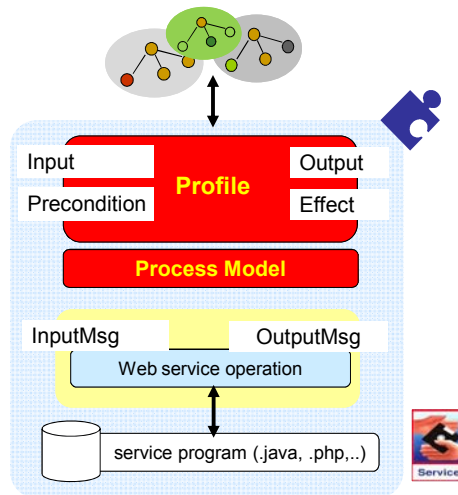 Input
Output
Profile
Precondition
Effect
Process Model
InputMsg
OutputMsg
Web service operation
service program (.java, .php,..)
Service